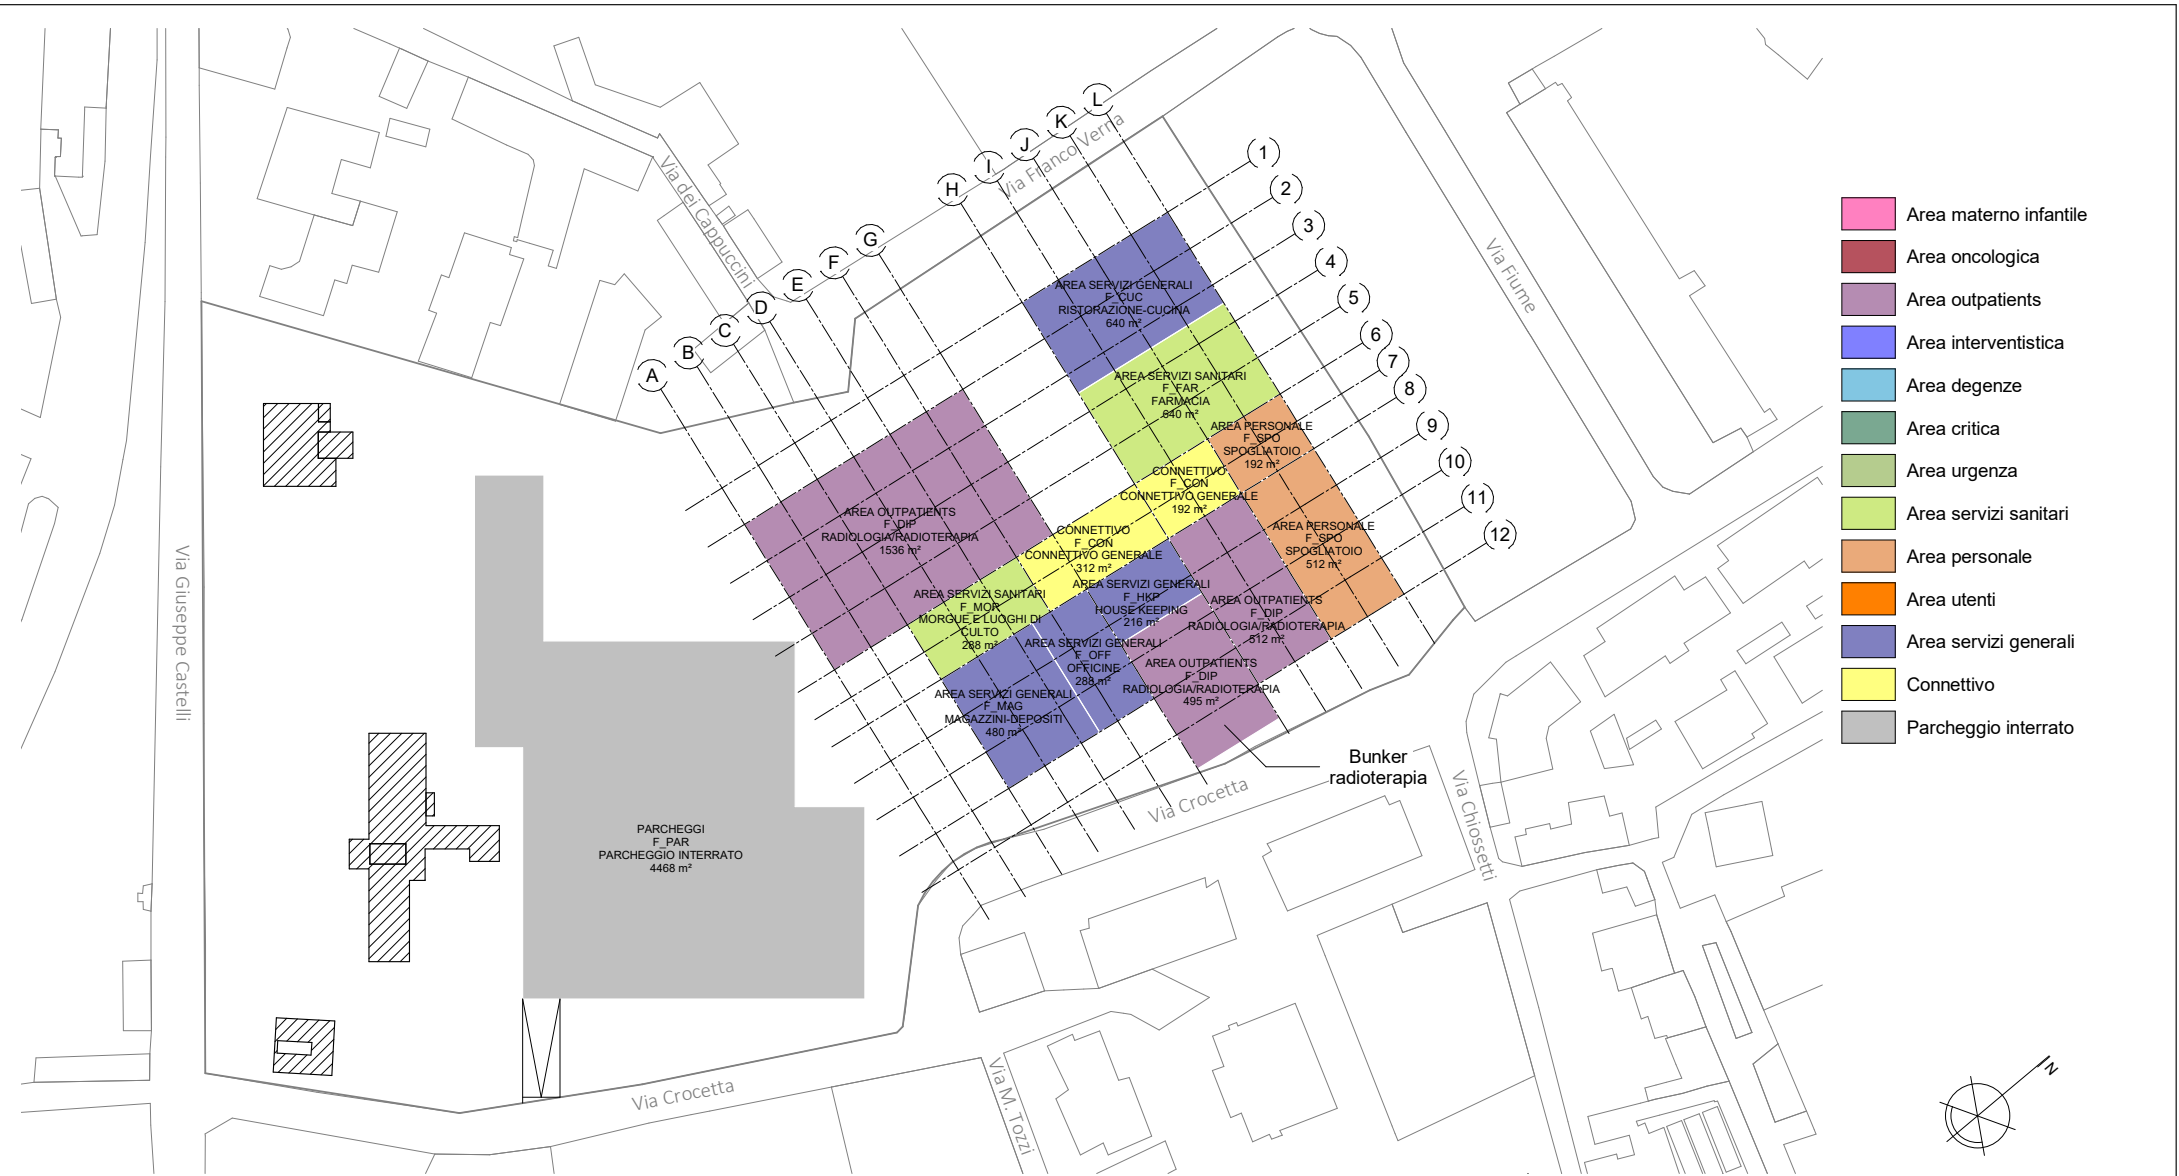 A
B
C
D
E
F
G
H
I
J
K
L
1
2
3
4
5
6
7
8
9
10
11
12
Via Franco Verna
Via dei Cappuccini
Via Fiume
Via Giuseppe Castelli
Via Crocetta
Via Crocetta
Via Chiossetti
Via M. Tozzi
AREA SERVIZI GENERALI
F_CUC
RISTORAZIONE-CUCINA
640 m²
AREA SERVIZI SANITARI
F_FAR
FARMACIA
640 m²
AREA PERSONALE
F_SPO
SPOGLIATOIO
192 m²
CONNETTIVO
F_CON
CONNETTIVO GENERALE
192 m²
AREA OUTPATIENTS
F_DIP
RADIOLOGIA/RADIOTERAPIA
1536 m²
CONNETTIVO
F_CON
CONNETTIVO GENERALE
312 m²
AREA PERSONALE
F_SPO
SPOGLIATOIO
512 m²
AREA SERVIZI SANITARI
F_MOR
MORGUE E LUOGHI DI
CULTO
288 m²
AREA SERVIZI GENERALI
F_HKP
HOUSE KEEPING
216 m²
AREA OUTPATIENTS
F_DIP
RADIOLOGIA/RADIOTERAPIA
512 m²
AREA SERVIZI GENERALI
F_OFF
OFFICINE
288 m²
AREA OUTPATIENTS
F_DIP
RADIOLOGIA/RADIOTERAPIA
495 m²
AREA SERVIZI GENERALI
F_MAG
MAGAZZINI-DEPOSITI
480 m²
Bunker
radioterapia
PARCHEGGI
F_PAR
PARCHEGGIO INTERRATO
4468 m²
Area materno infantile
Area oncologica
Area outpatients
Area interventistica
Area degenze
Area critica
Area urgenza
Area servizi sanitari
Area personale
Area utenti
Area servizi generali
Connettivo
Parcheggio interrato
N